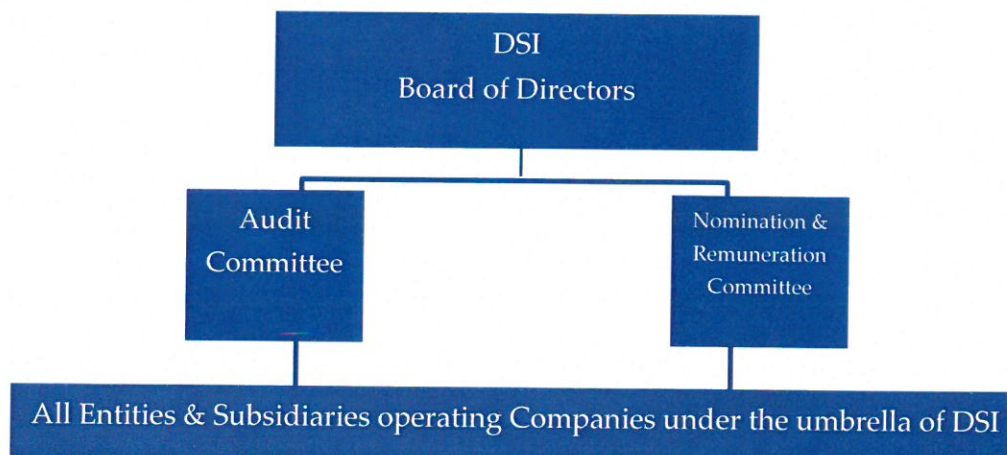 DSI
Board of Directors
Audit
Committee
Nomination &
Remuneration
Committee
All Entities & Subsidiaries operating Companies under the umbrella of DSI